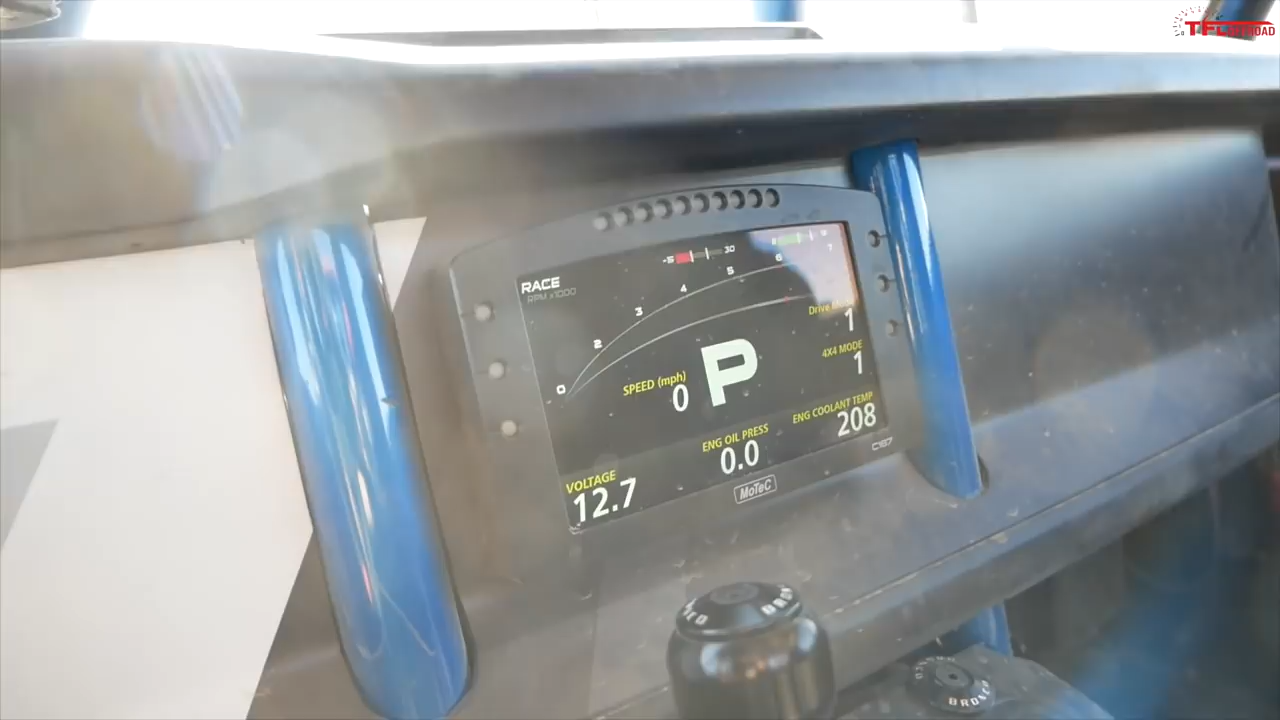 TFLOFFROAD
-5 30
RACE
RPM x1000
0 2 3 4 5 6 7
Drive
1
4X4 MODE
1
SPEED (mph)
0
P
ENG COOLANT TEMP
208
ENG OIL PRESS
0.0
VOLTAGE
12.7
MoTeC
C187
BRONCO